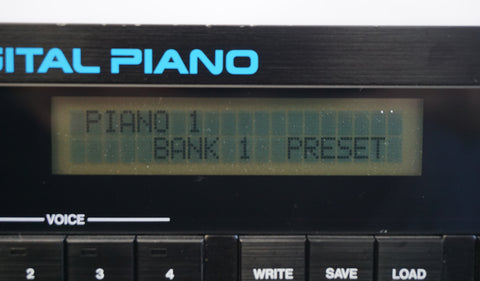 GITAL PIANO
PIANO 1
BANK 1 PRESET
VOICE
2 3 4 WRITE SAVE LOAD